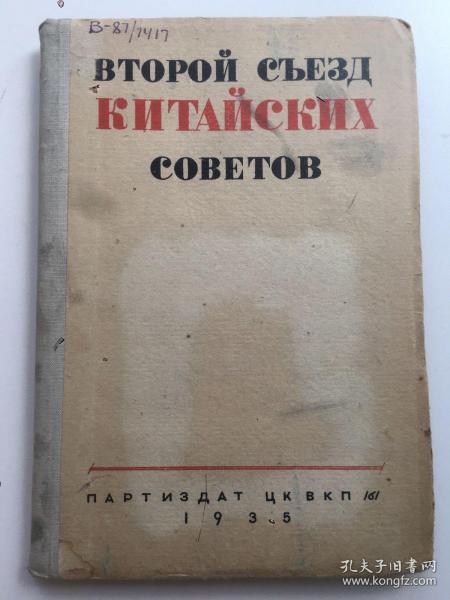 В-87/7417
ВТОРОЙ СЪЕЗД
КИТАЙСКИХ
СОВЕТОВ
ПАРТИЗДАТ ЦК ВКП /б/
1935
孔夫子旧书网
www.kongfz.com